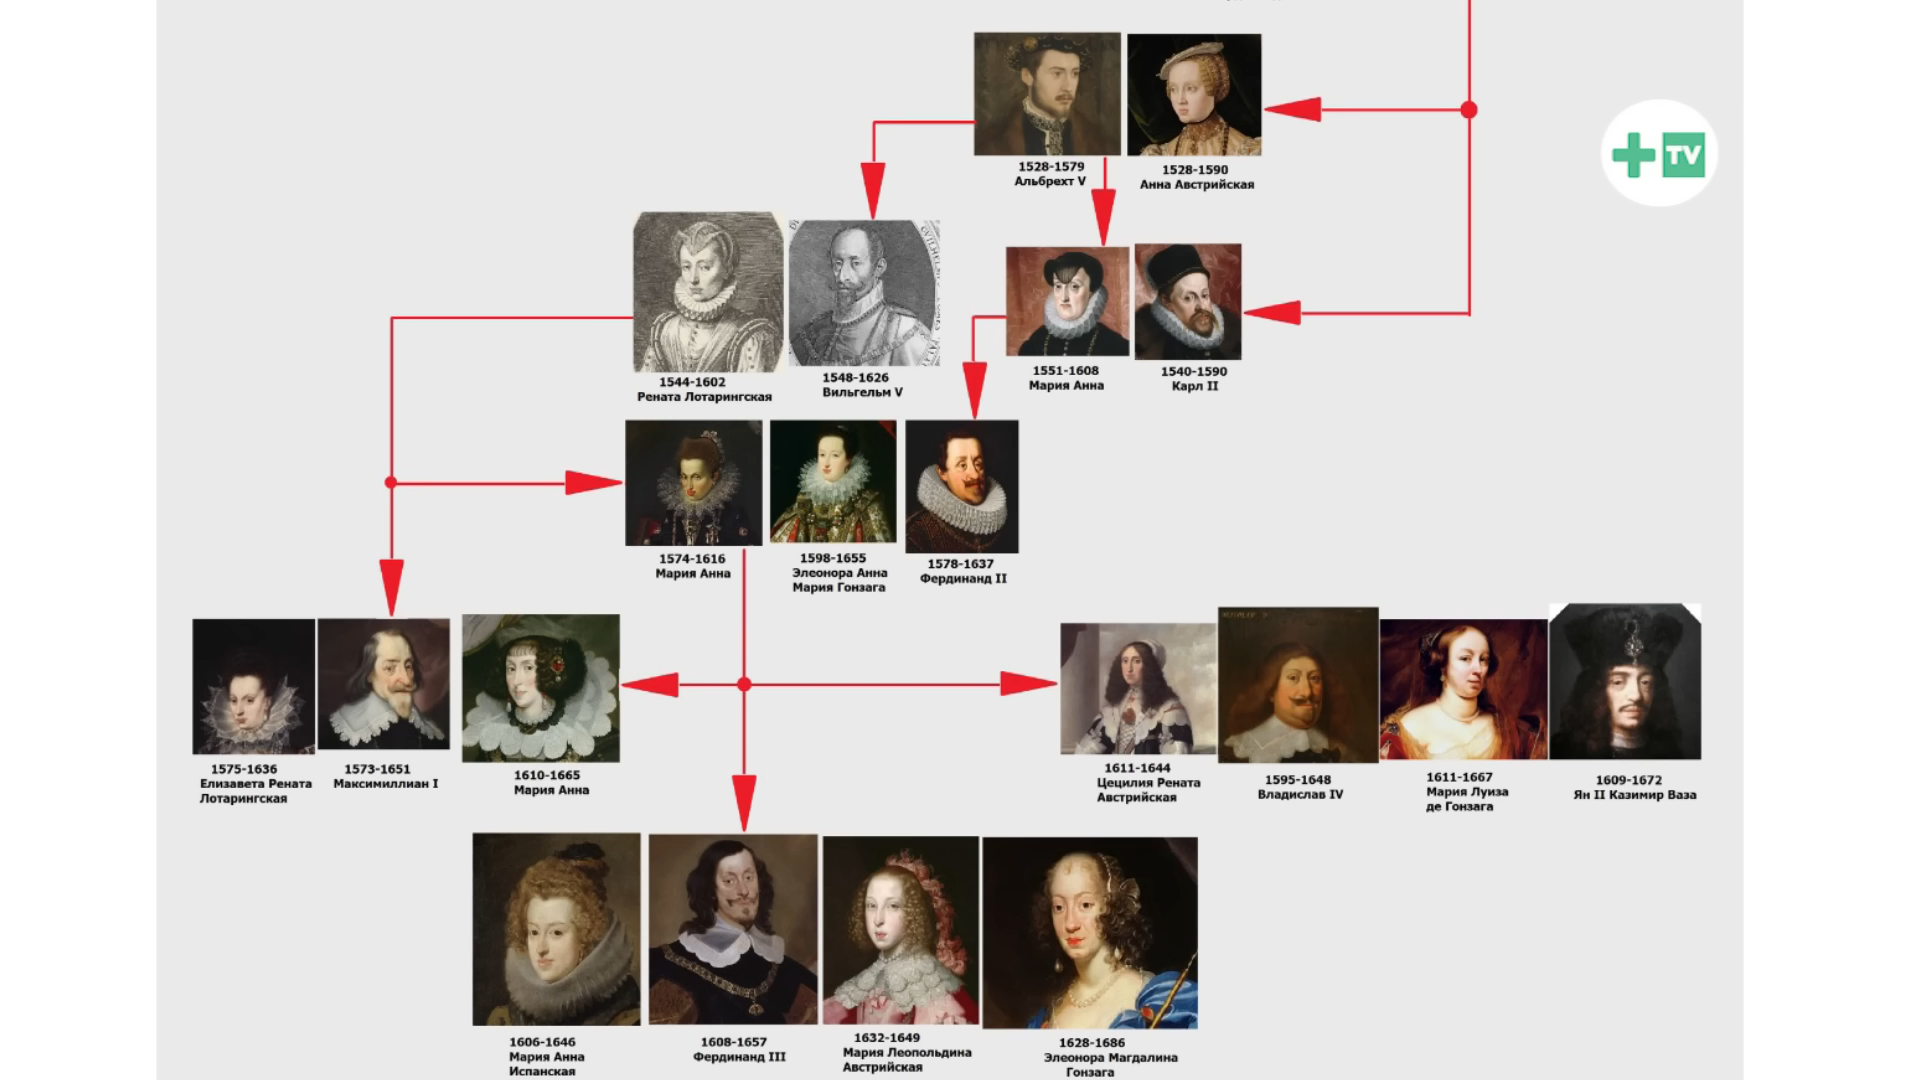 TV
1528-1579
Альбрехт V
1528-1590
Анна Австрийская
1544-1602
Рената Лотарингская
1548-1626
Вильгельм V
1551-1608
Мария Анна
1540-1590
Карл II
1574-1616
Мария Анна
1598-1655
Элеонора Анна
Мария Гонзага
1578-1637
Фердинанд II
1575-1636
Елизавета Рената
Лотарингская
1573-1651
Максимиллиан I
1610-1665
Мария Анна
1611-1644
Цецилия Рената
Австрийская
1595-1648
Владислав IV
1611-1667
Мария Луиза
де Гонзага
1609-1672
Ян II Казимир Ваза
1606-1646
Мария Анна
Испанская
1608-1657
Фердинанд III
1632-1649
Мария Леопольдина
Австрийская
1628-1686
Элеонора Магдалина
Гонзага